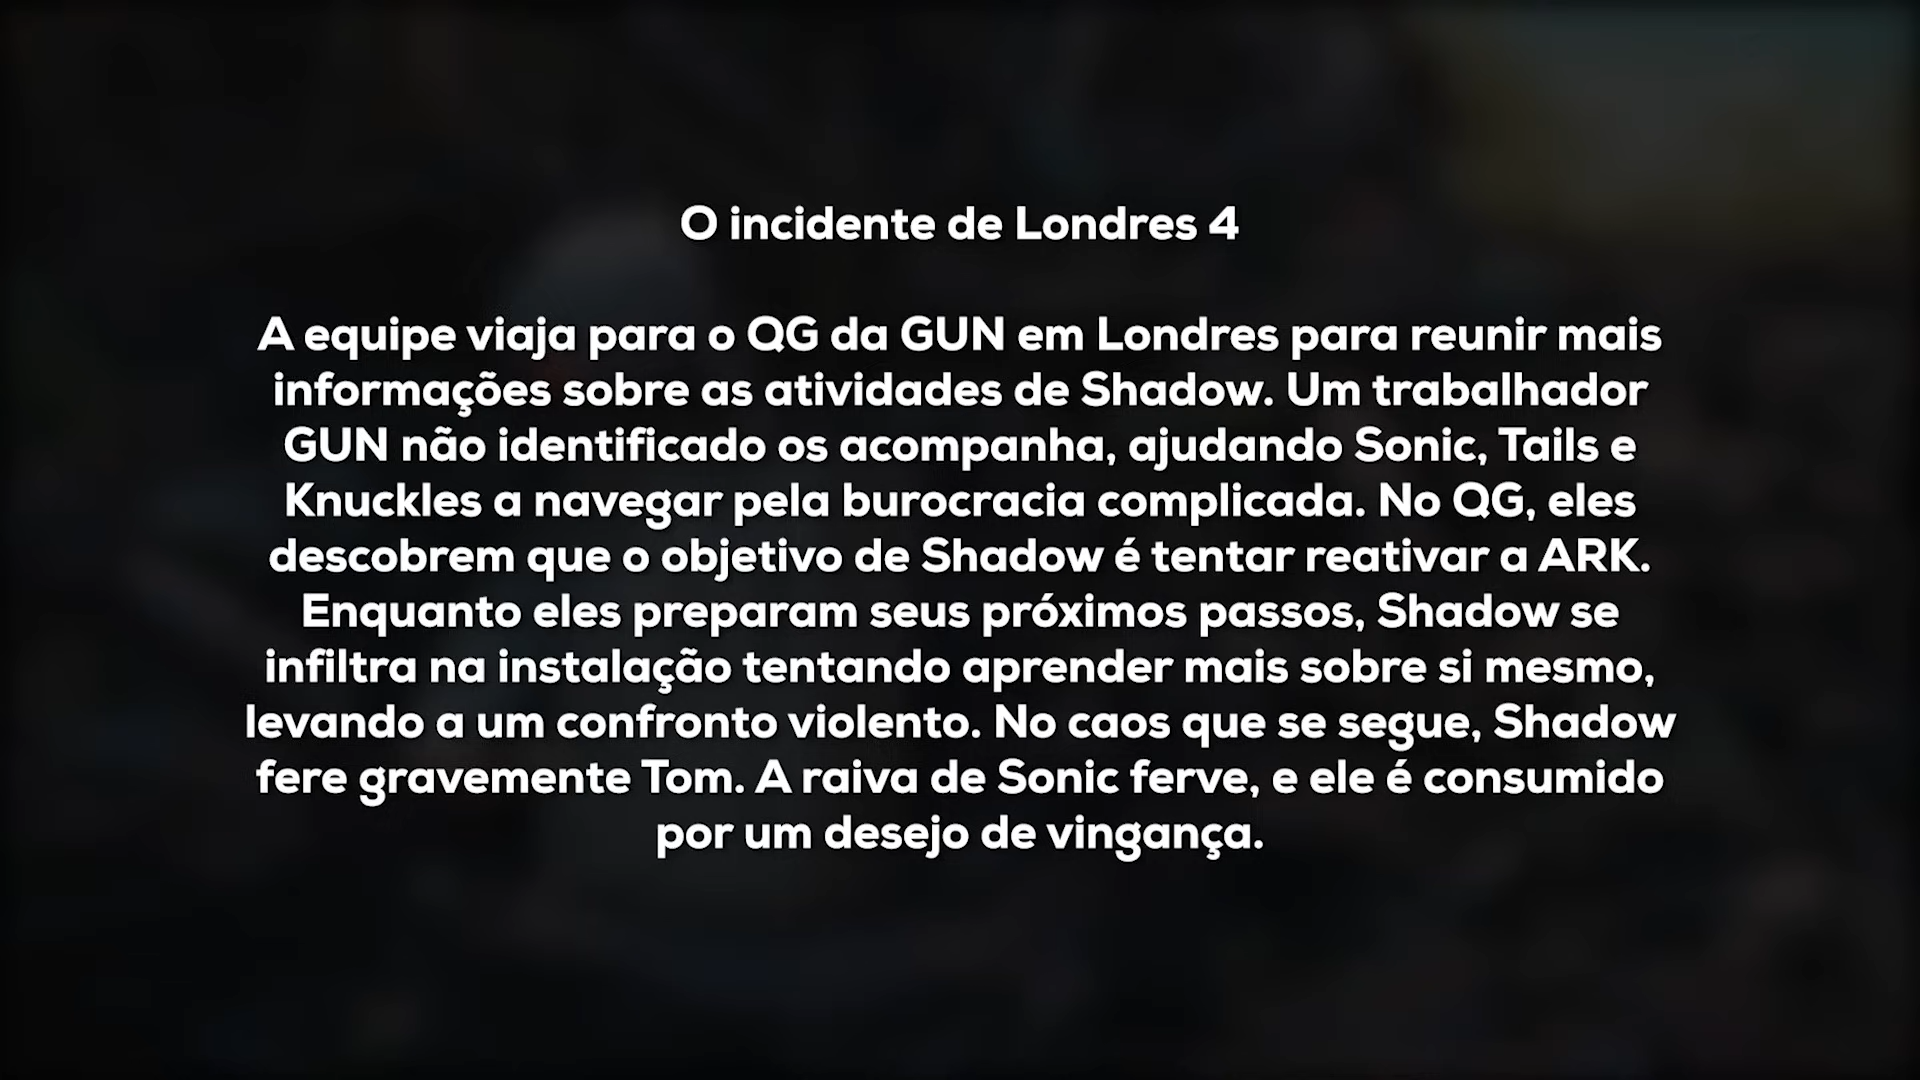 O incidente de Londres 4
A equipe viaja para o QG da GUN em Londres para reunir mais
informações sobre as atividades de Shadow. Um trabalhador
GUN não identificado os acompanha, ajudando Sonic, Tails e
Knuckles a navegar pela burocracia complicada. No QG, eles
descobrem que o objetivo de Shadow é tentar reativar a ARK.
Enquanto eles preparam seus próximos passos, Shadow se
infiltra na instalação tentando aprender mais sobre si mesmo,
levando a um confronto violento. No caos que se segue, Shadow
fere gravemente Tom. A raiva de Sonic ferve, e ele é consumido
por um desejo de vingança.